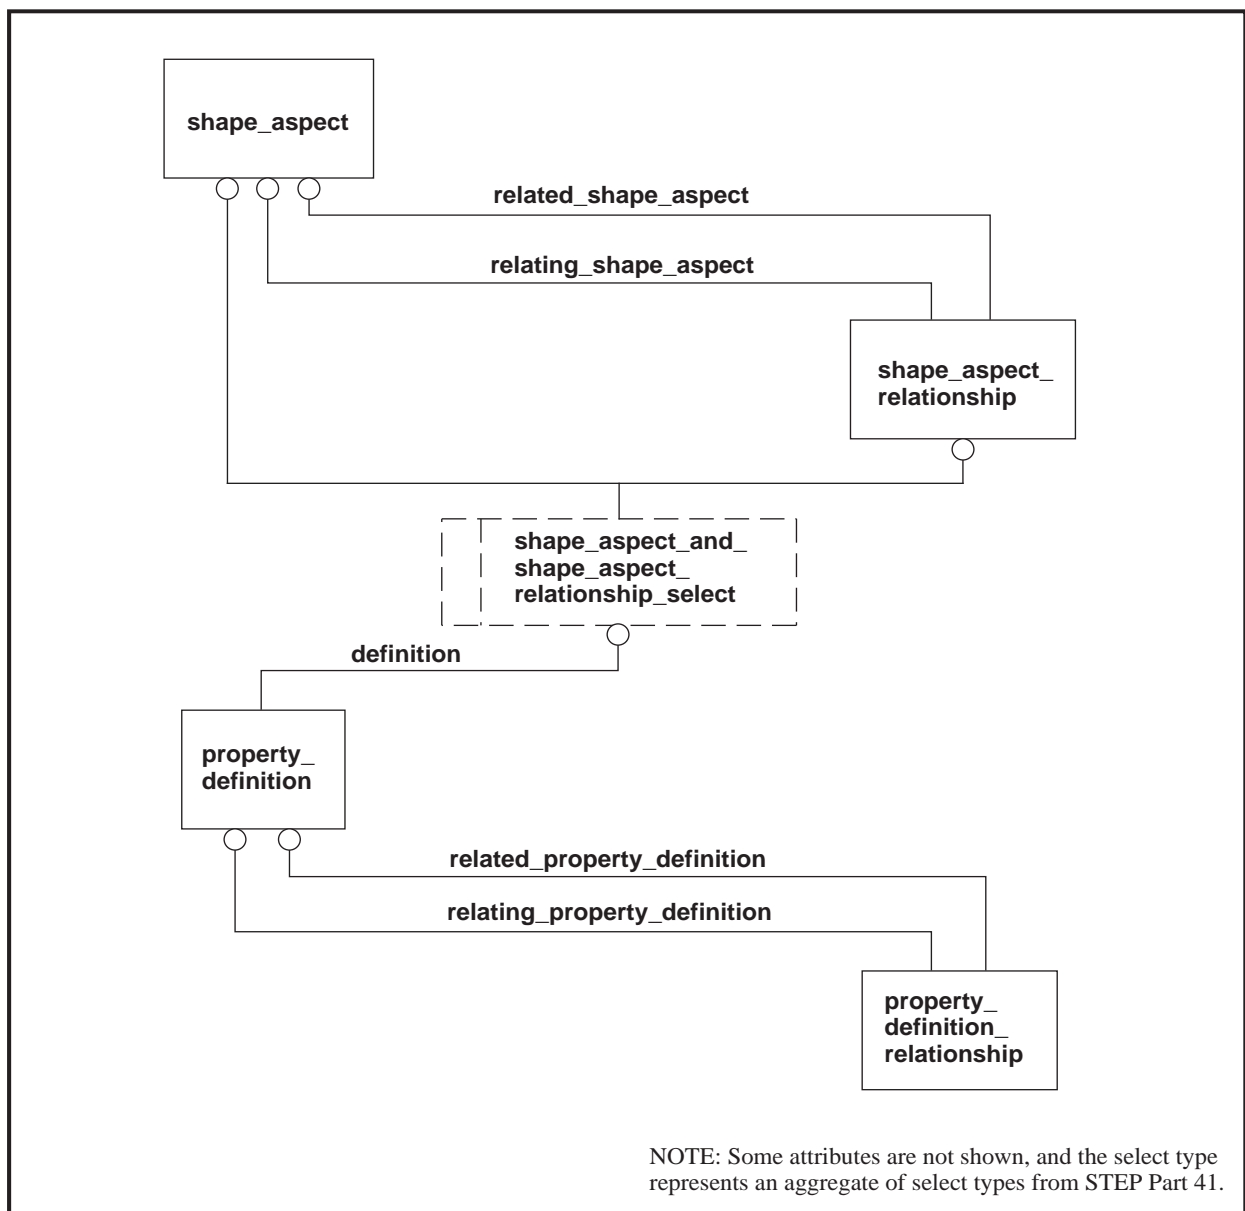 shape_aspect
related_shape_aspect
relating_shape_aspect
shape_aspect_
relationship
shape_aspect_and_
shape_aspect_
relationship_select
definition
property_
definition
related_property_definition
relating_property_definition
property_
definition_
relationship
NOTE: Some attributes are not shown, and the select type
represents an aggregate of select types from STEP Part 41.